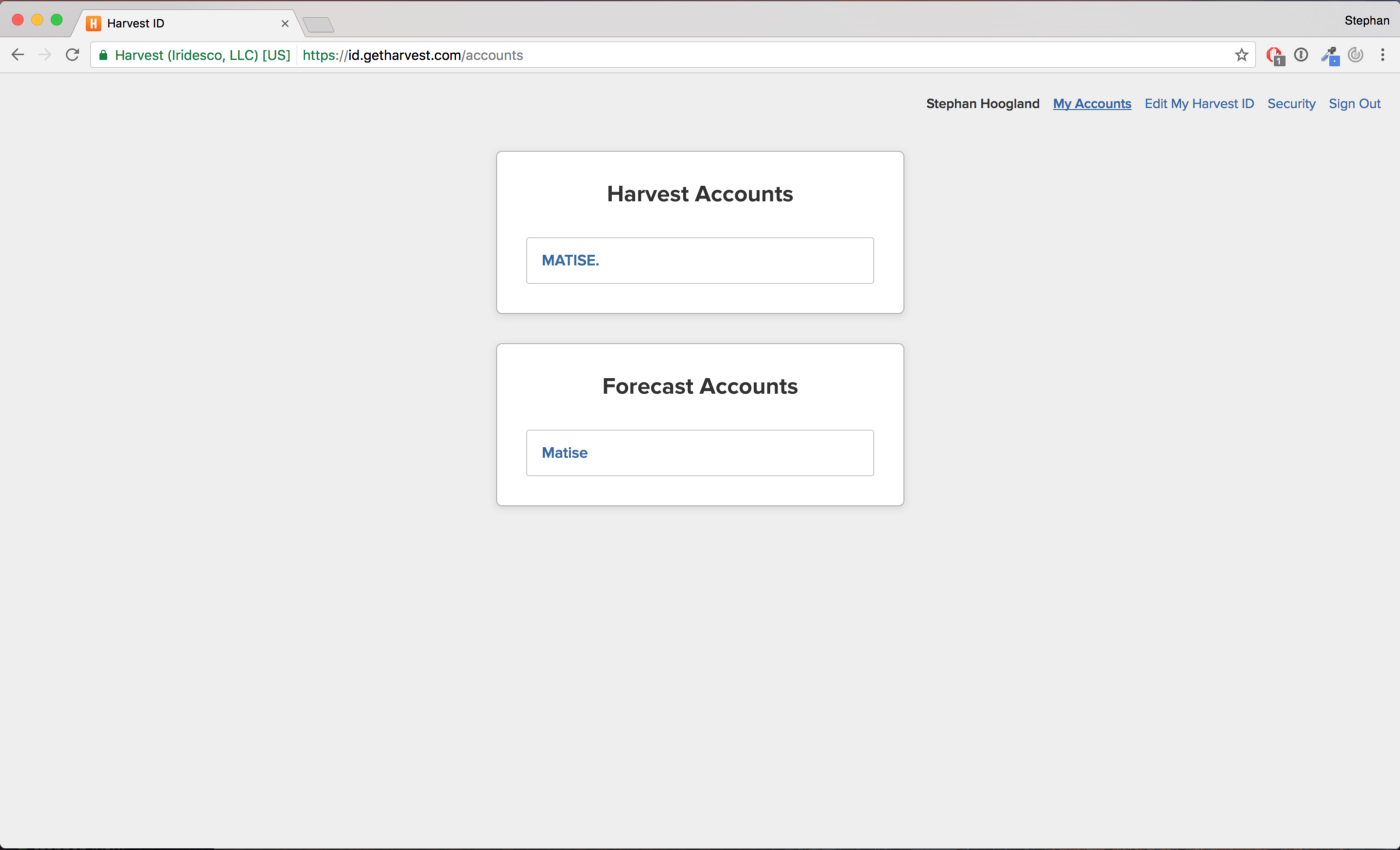 Harvest ID
Stephan
Harvest (Iridesco, LLC) [US] https://id.getharvest.com/accounts
1
Stephan Hoogland My Accounts Edit My Harvest ID Security Sign Out
Harvest Accounts
MATISE.
Forecast Accounts
Matise